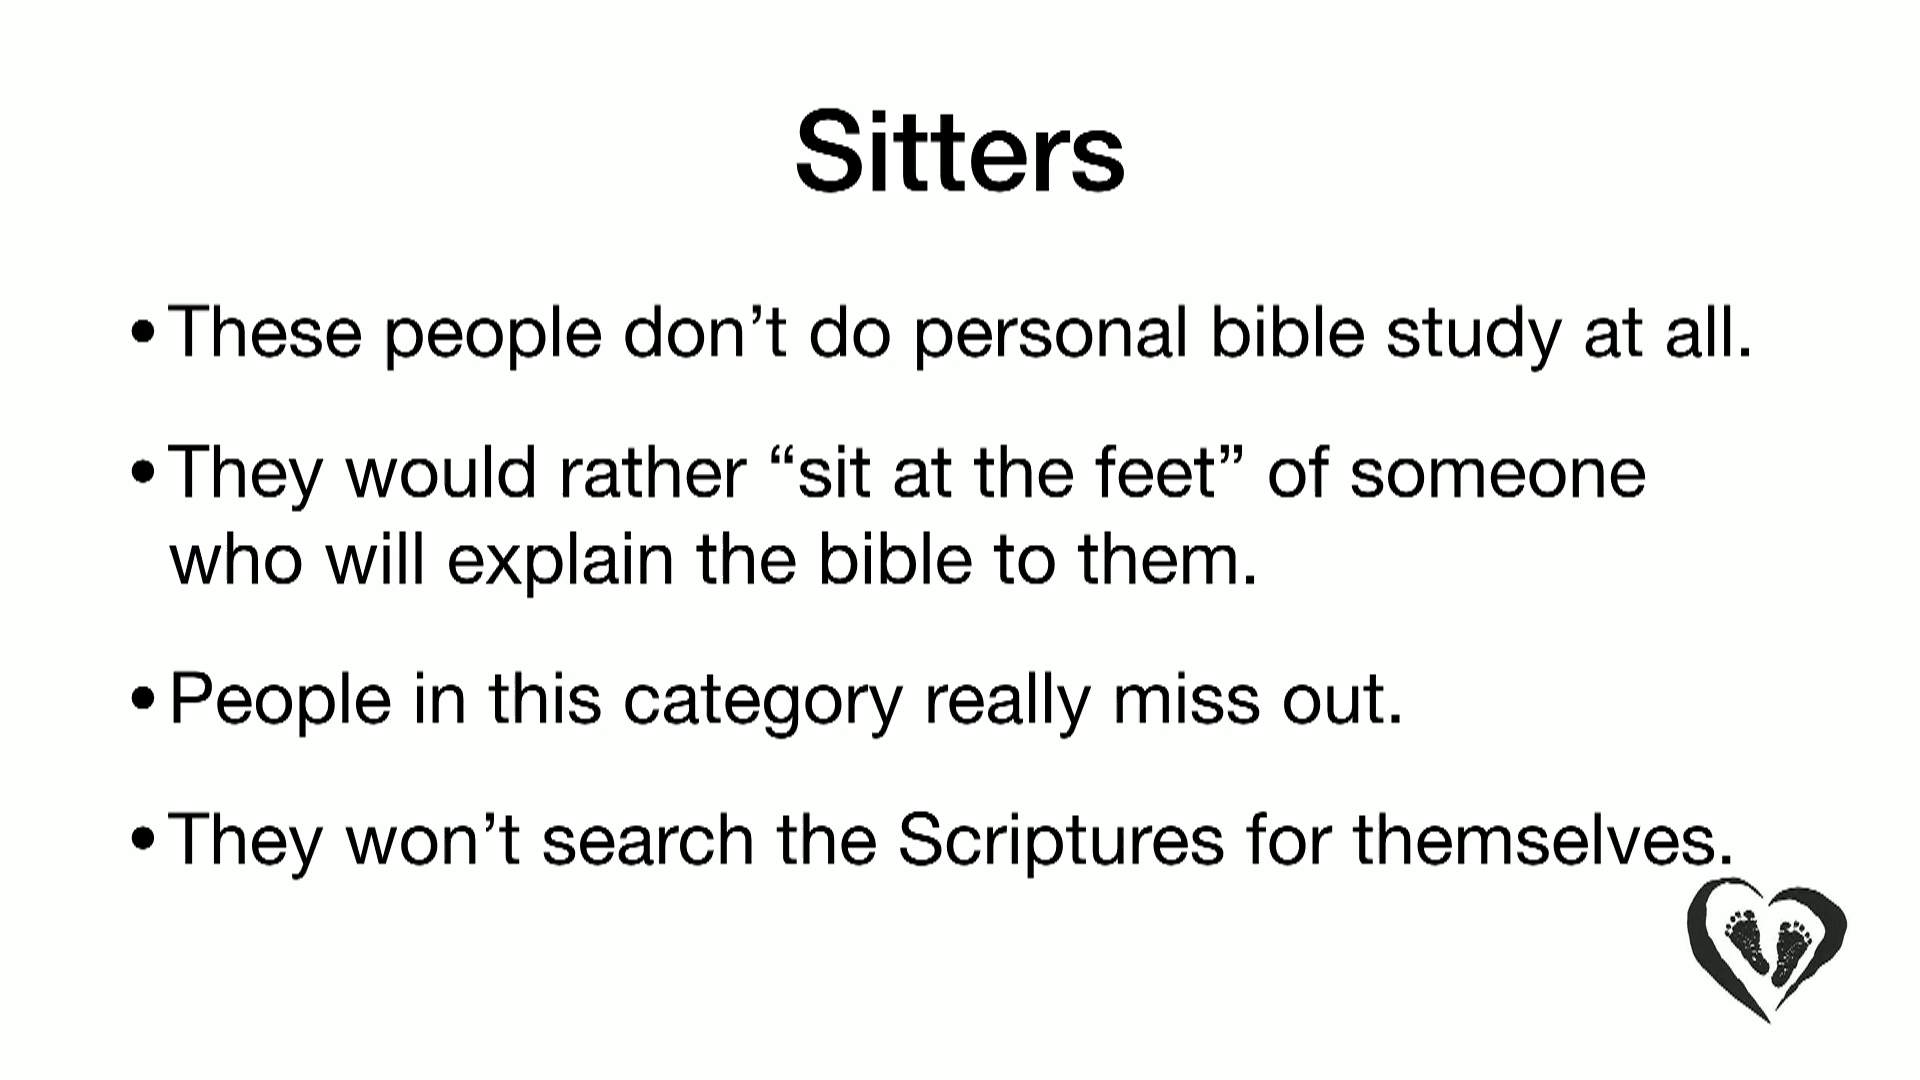 Sitters
• These people don’t do personal bible study at all.
• They would rather “sit at the feet” of someone
who will explain the bible to them.
• People in this category really miss out.
• They won’t search the Scriptures for themselves.